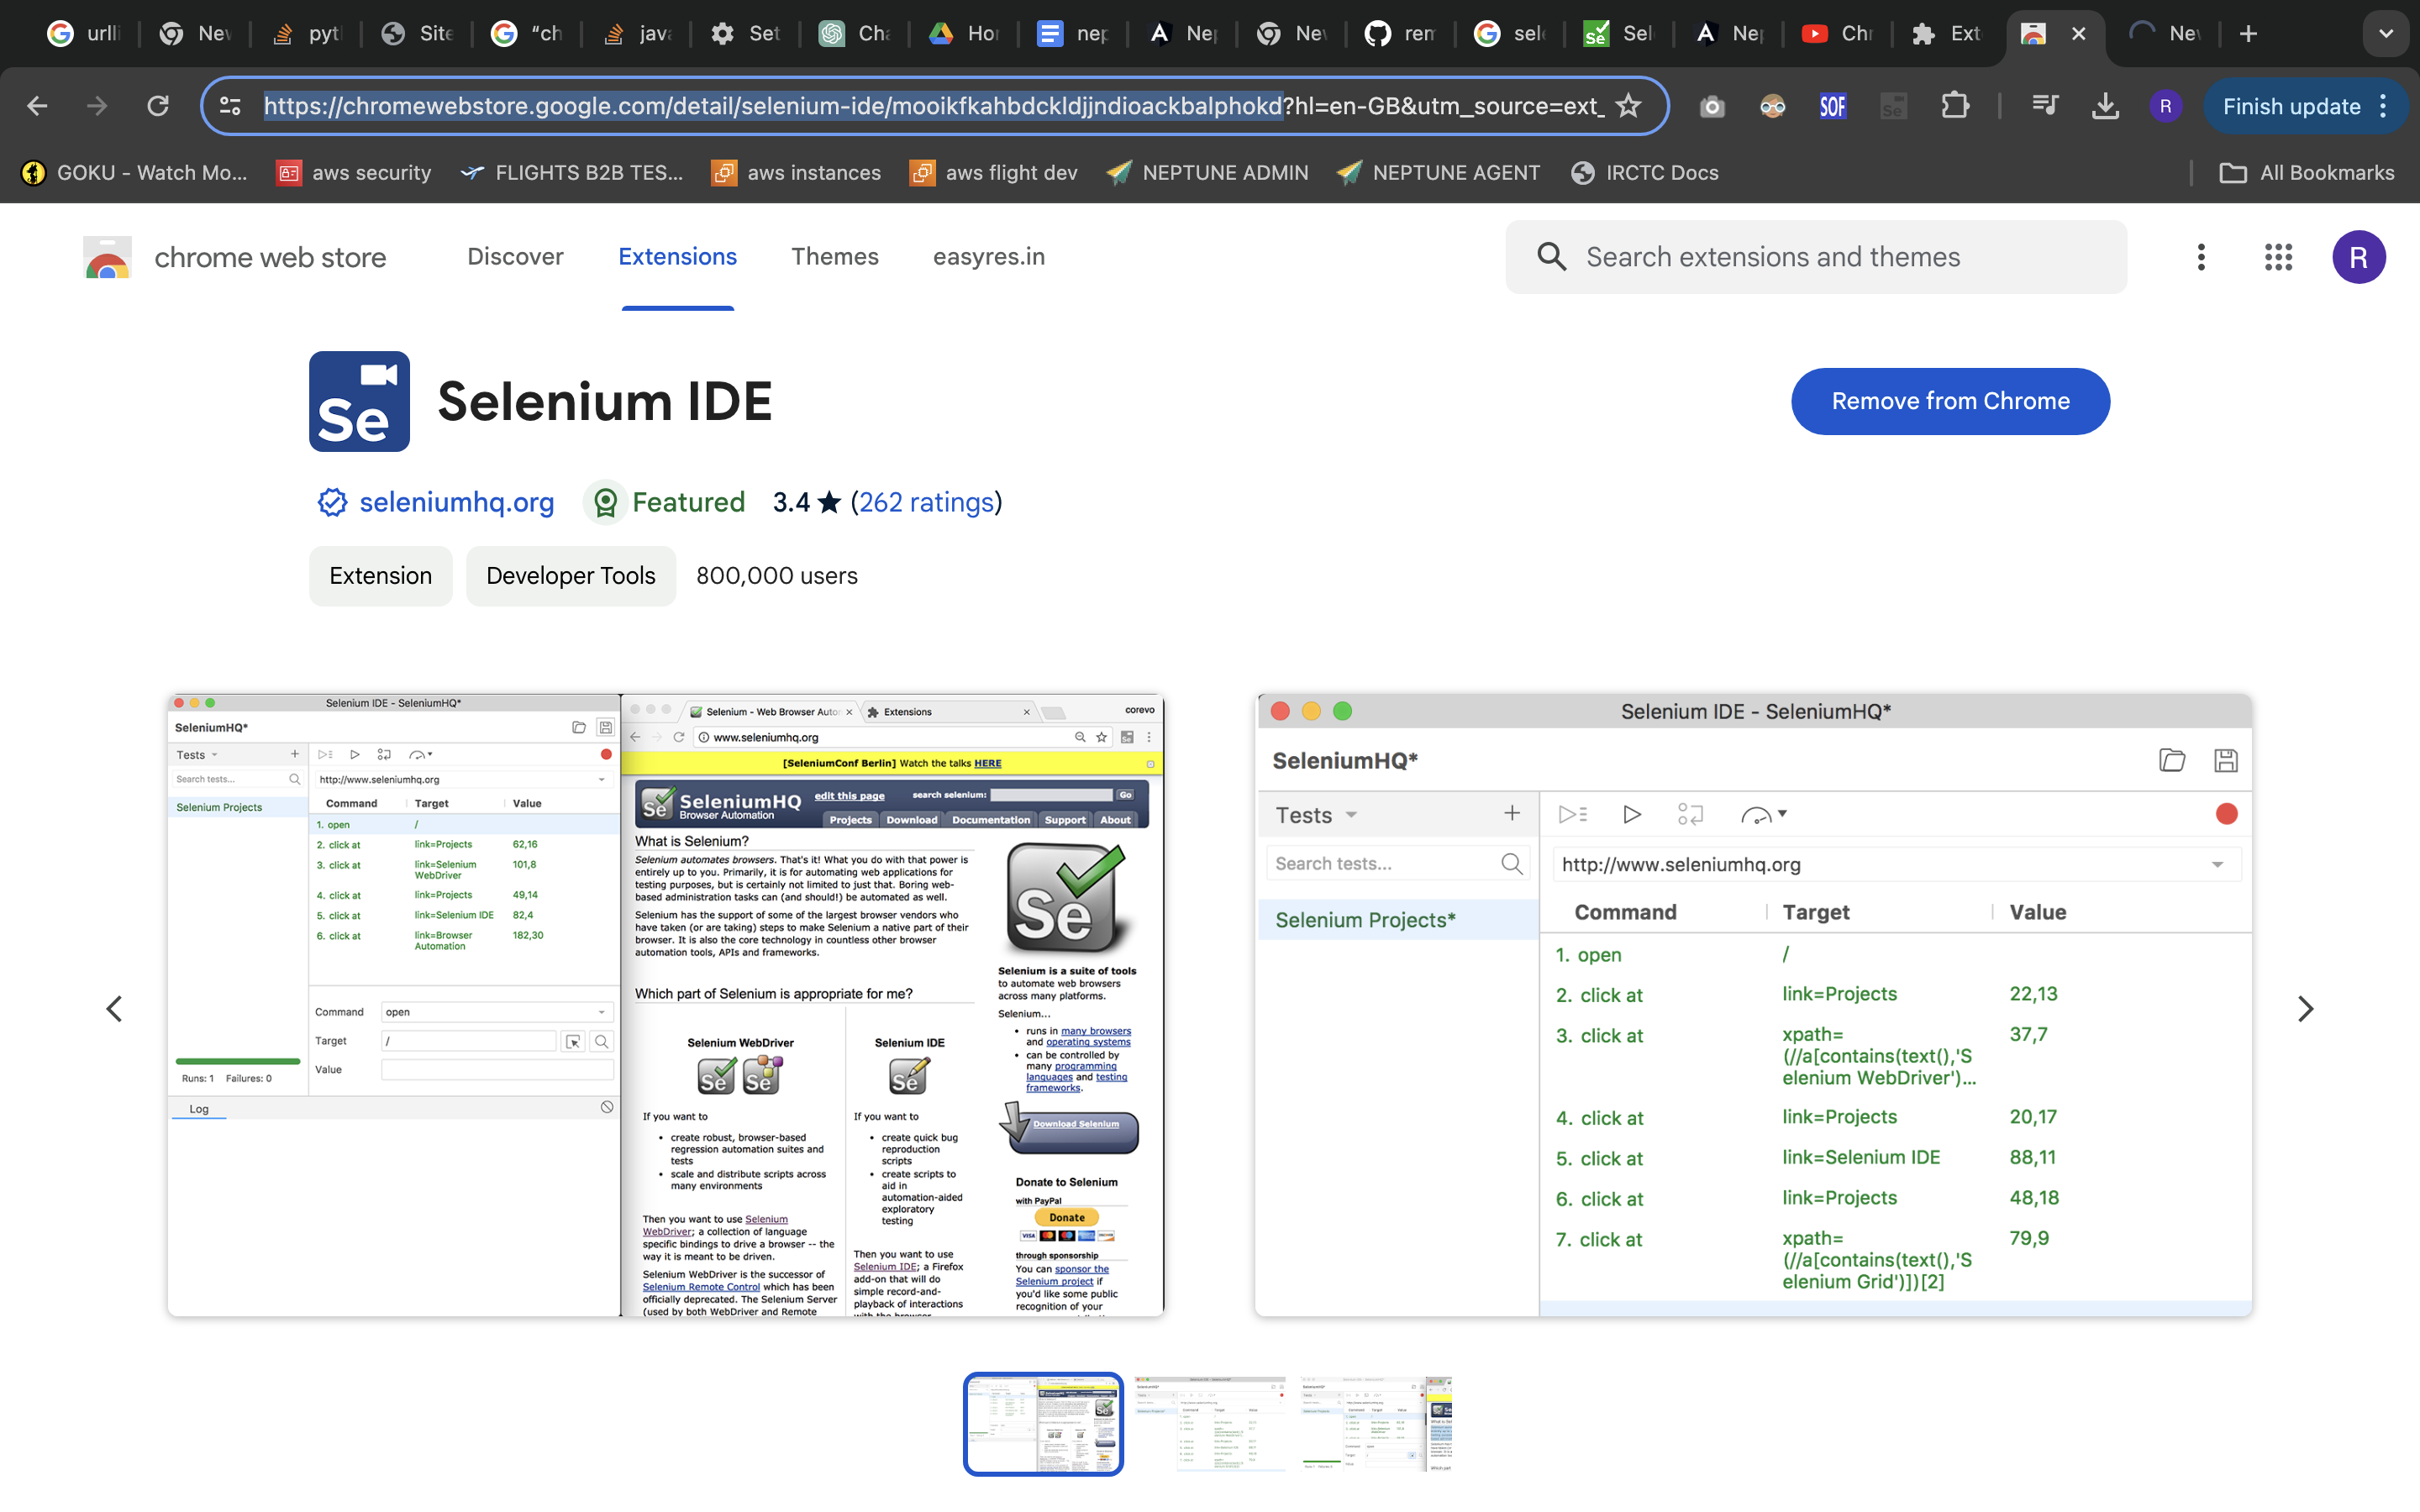 urlli
Nev
pytl
Site
"ch
java
Set
Cha
Hor
nep
Nep
Nev
rem
sele
Sel
Nep
Chr
Ext
Nev
https://chromewebstore.google.com/detail/selenium-ide/mooikfkahbdckldjjndioackbalphokd?hl=en-GB&utm_source=ext_
SOF
Se
R
Finish update
GOKU - Watch Mo...
aws security
FLIGHTS B2B TES...
aws instances
aws flight dev
NEPTUNE ADMIN
NEPTUNE AGENT
IRCTC Docs
All Bookmarks
chrome web store
Discover
Extensions
Themes
easyres.in
Search extensions and themes
R
Se
Selenium IDE
Remove from Chrome
seleniumhq.org
Featured
3.4 ★ (262 ratings)
Extension
Developer Tools
800,000 users
Selenium IDE - SeleniumHQ*
SeleniumHQ*
Tests
Search tests...
Selenium Projects
Runs: 1 Failures: 0
http://www.seleniumhq.org
Command Target Value
1. open /
2. click at link=Projects 62,16
3. click at link=Selenium 101,8
WebDriver
4. click at link=Projects 49,14
5. click at link=Selenium IDE 82,4
6. click at link=Browser 182,30
Automation
Command open
Target /
Value
Log
Selenium - Web Browser Autor
Extensions
corevo
www.seleniumhq.org
[SeleniumConf Berlin] Watch the talks HERE
Se
SeleniumHQ
Browser Automation
edit this page
search selenium:
Go
Projects
Download
Documentation
Support
About
What is Selenium?
Selenium automates browsers. That's it! What you do with that power is
entirely up to you. Primarily, it is for automating web applications for
testing purposes, but is certainly not limited to just that. Boring web-
based administration tasks can (and should!) be automated as well.
Selenium has the support of some of the largest browser vendors who
have taken (or are taking) steps to make Selenium a native part of their
browser. It is also the core technology in countless other browser
automation tools, APIs and frameworks.
Which part of Selenium is appropriate for me?
Selenium WebDriver
Se
Se
If you want to
• create robust, browser-based
regression automation suites and
tests
• scale and distribute scripts across
many environments
Then you want to use Selenium
WebDriver; a collection of language
specific bindings to drive a browser -- the
way it is meant to be driven.
Selenium WebDriver is the successor of
Selenium Remote Control which has been
officially deprecated. The Selenium Server
(used by both WebDriver and Remote
Selenium IDE
Se
If you want to
• create quick bug
reproduction
scripts
• create scripts to
aid in
automation-aided
exploratory
testing
Then you want to use
Selenium IDE; a Firefox
add-on that will do
simple record-and-
playback of interactions
with the browser
Se
Selenium is a suite of tools
to automate web browsers
across many platforms.
Selenium...
• runs in many browsers
and operating systems
• can be controlled by
many programming
languages and testing
frameworks.
Download Selenium
Donate to Selenium
with PayPal
Donate
VISA
through sponsorship
You can sponsor the
Selenium project if
you'd like some public
recognition of your
Selenium IDE - SeleniumHQ*
SeleniumHQ*
Tests
Search tests...
Selenium Projects*
http://www.seleniumhq.org
Command Target Value
1. open /
2. click at link=Projects 22,13
3. click at xpath= 37,7
(//a[contains(text(),'S
elenium WebDriver')...
4. click at link=Projects 20,17
5. click at link=Selenium IDE 88,11
6. click at link=Projects 48,18
7. click at xpath= 79,9
(//a[contains(text(),'S
elenium Grid')])[2]